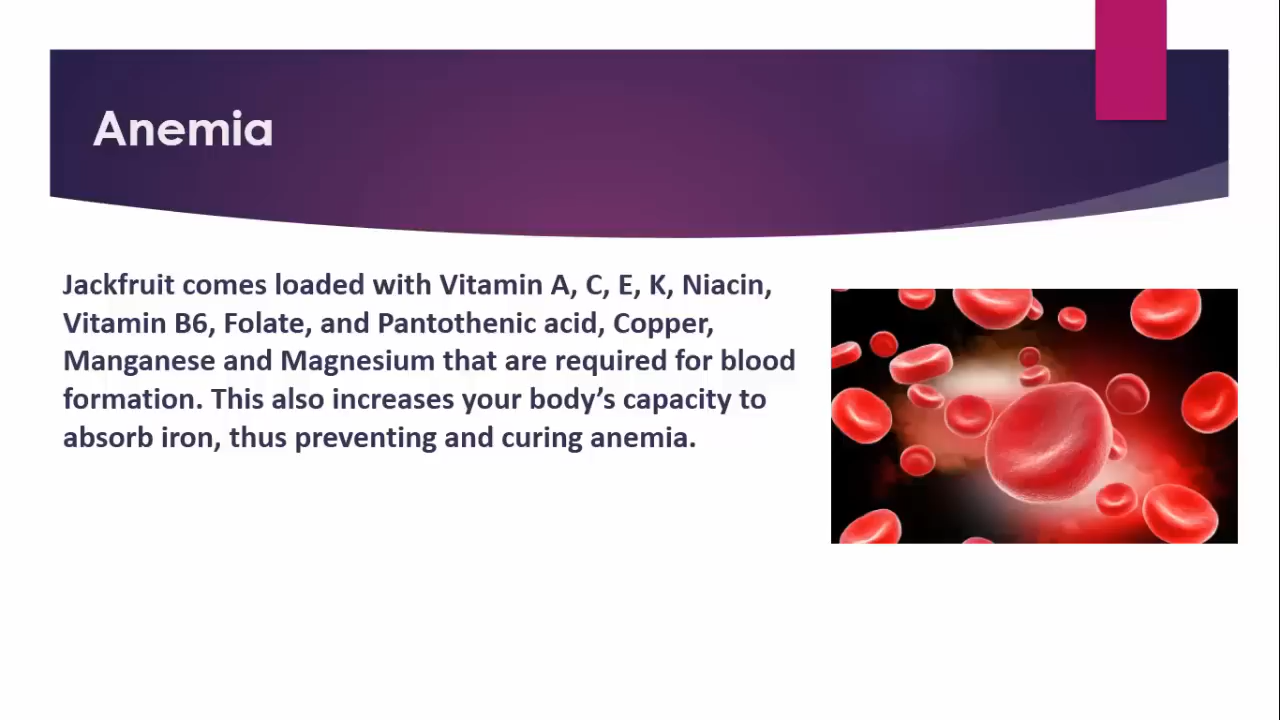 Anemia
Jackfruit comes loaded with Vitamin A, C, E, K, Niacin,
Vitamin B6, Folate, and Pantothenic acid, Copper,
Manganese and Magnesium that are required for blood
formation. This also increases your body’s capacity to
absorb iron, thus preventing and curing anemia.